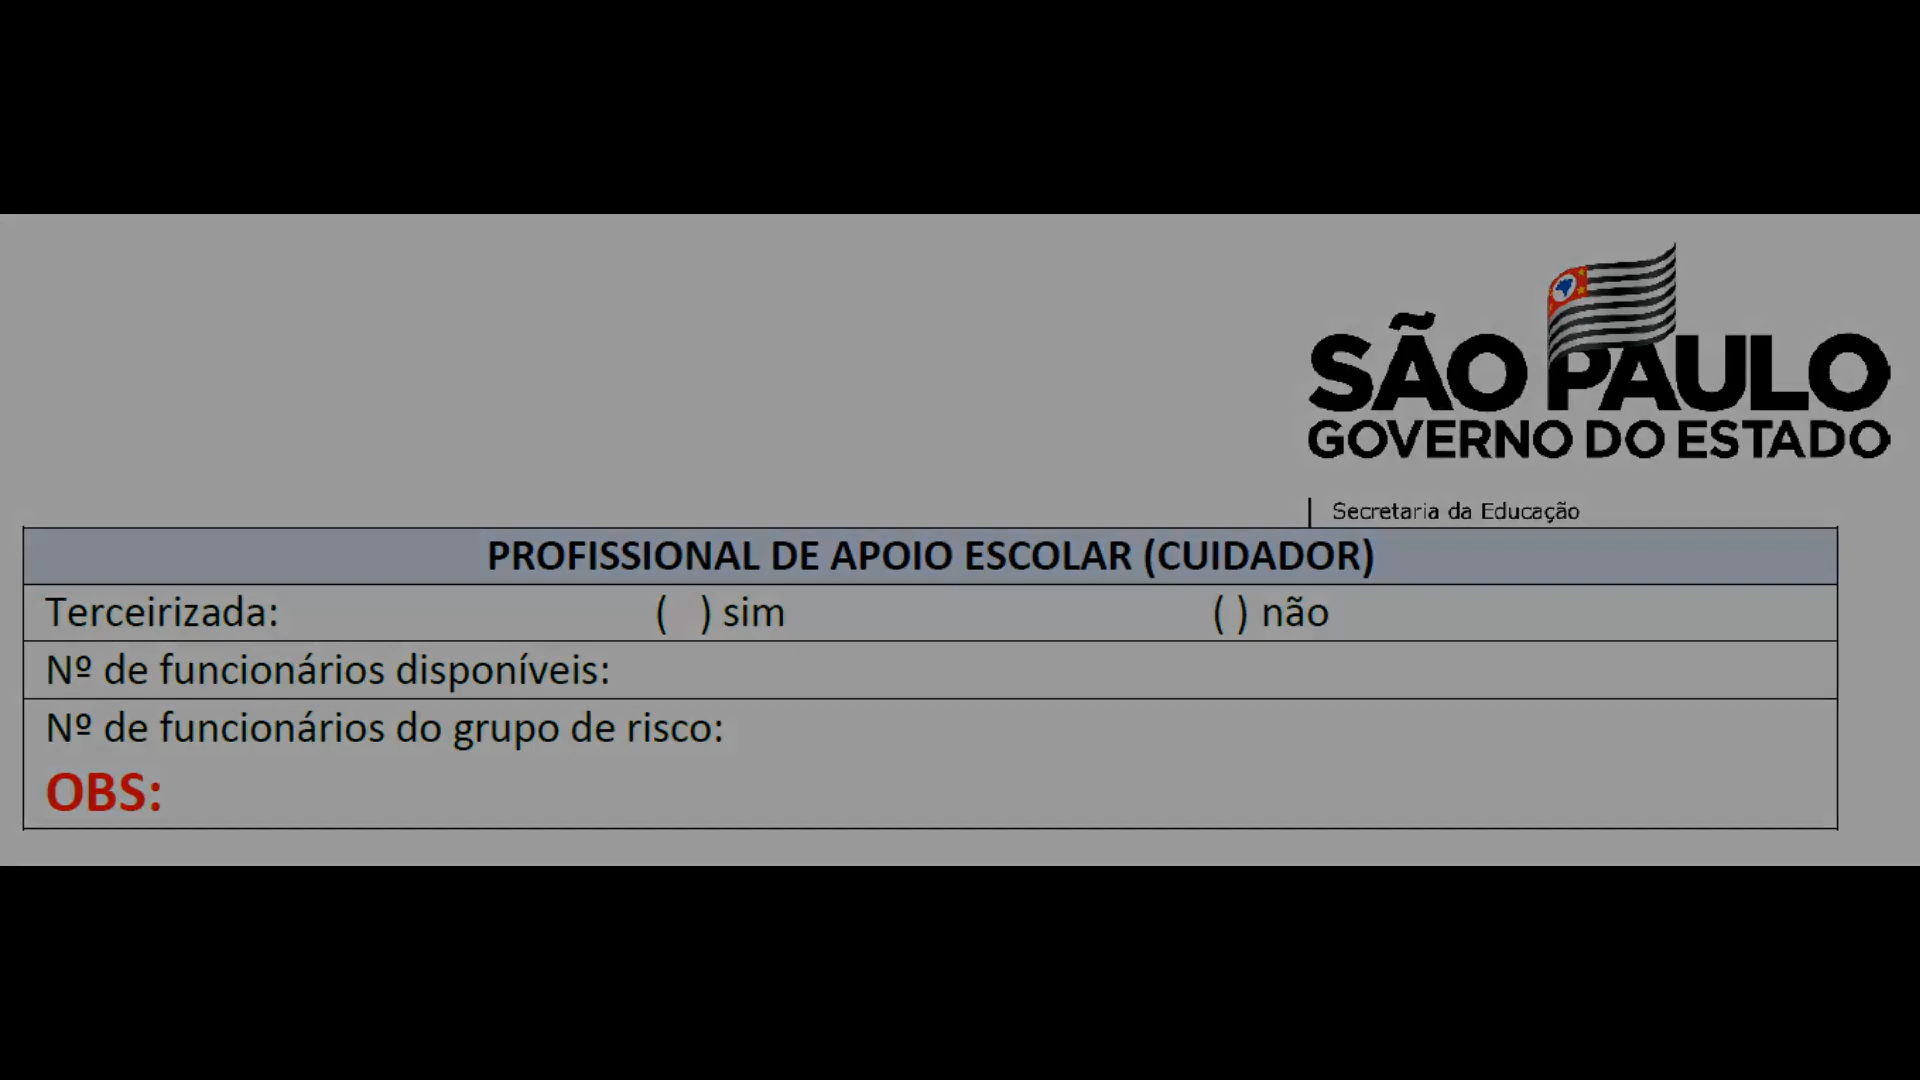 SÃO PAULO
GOVERNO DO ESTADO
Secretaria da Educação
PROFISSIONAL DE APOIO ESCOLAR (CUIDADOR)
Terceirizada: (   ) sim ( ) não
Nº de funcionários disponíveis:
Nº de funcionários do grupo de risco:
OBS: